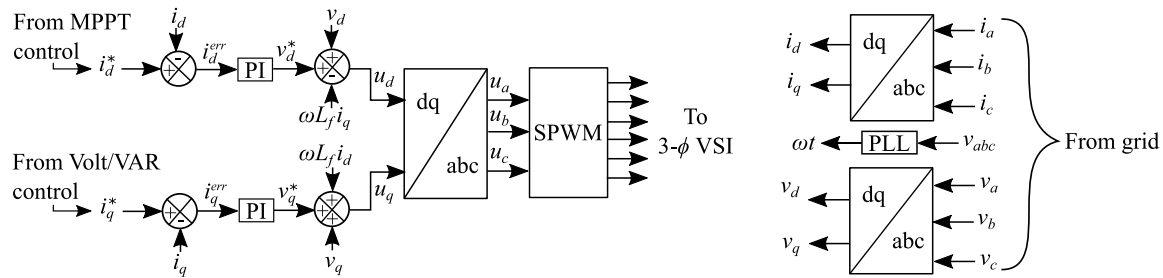 From MPPT
control
i_d^*
i_d
+
-
i_d^{err}
PI
v_d^*
v_d
+
+
-
ωL_f i_q
u_d
From Volt/VAR
control
i_q^*
+
-
i_q
i_q^{err}
PI
v_q^*
ωL_f i_d
+
+
+
v_q
u_q
dq
abc
u_a
u_b
u_c
SPWM
To
3-ϕ VSI
i_d
i_q
dq
abc
i_a
i_b
i_c
ωt
PLL
v_{abc}
v_d
v_q
dq
abc
v_a
v_b
v_c
From grid